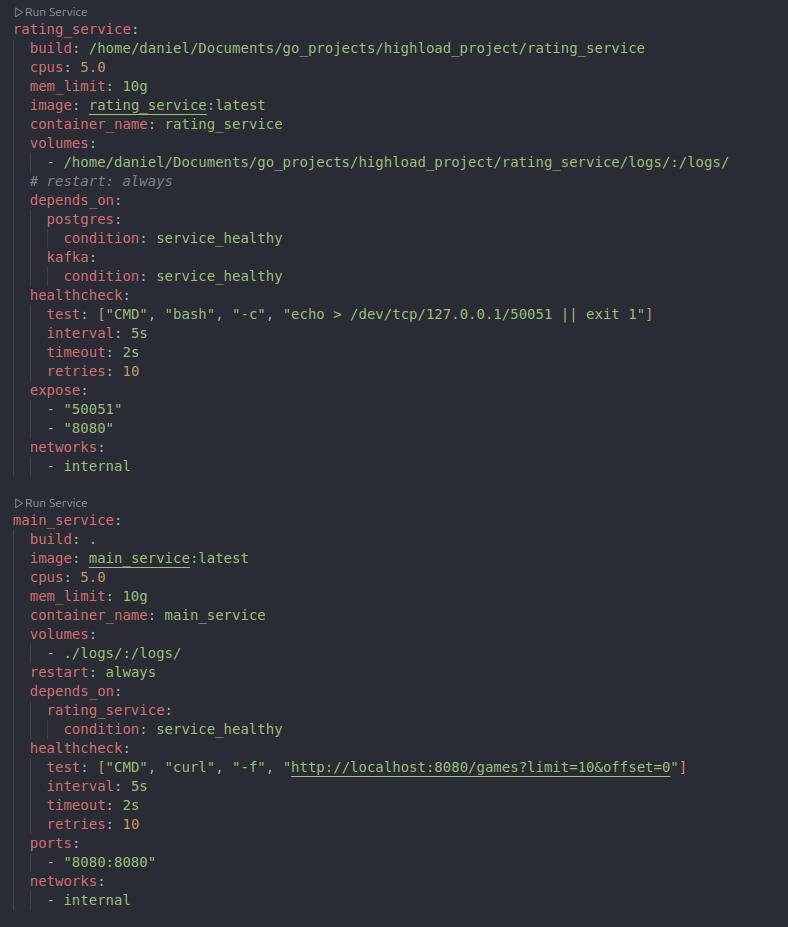 ▷Run Service
rating_service:
  build: /home/daniel/Documents/go_projects/highload_project/rating_service
  cpus: 5.0
  mem_limit: 10g
  image: rating_service:latest
  container_name: rating_service
  volumes:
    - /home/daniel/Documents/go_projects/highload_project/rating_service/logs/:/logs/
  # restart: always
  depends_on:
    postgres:
      condition: service_healthy
    kafka:
      condition: service_healthy
  healthcheck:
    test: ["CMD", "bash", "-c", "echo > /dev/tcp/127.0.0.1/50051 || exit 1"]
    interval: 5s
    timeout: 2s
    retries: 10
  expose:
    - "50051"
    - "8080"
  networks:
    - internal

▷Run Service
main_service:
  build: .
  image: main_service:latest
  cpus: 5.0
  mem_limit: 10g
  container_name: main_service
  volumes:
    - ./logs/:/logs/
  restart: always
  depends_on:
    rating_service:
      condition: service_healthy
  healthcheck:
    test: ["CMD", "curl", "-f", "http://localhost:8080/games?limit=10&offset=0"]
    interval: 5s
    timeout: 2s
    retries: 10
  ports:
    - "8080:8080"
  networks:
    - internal